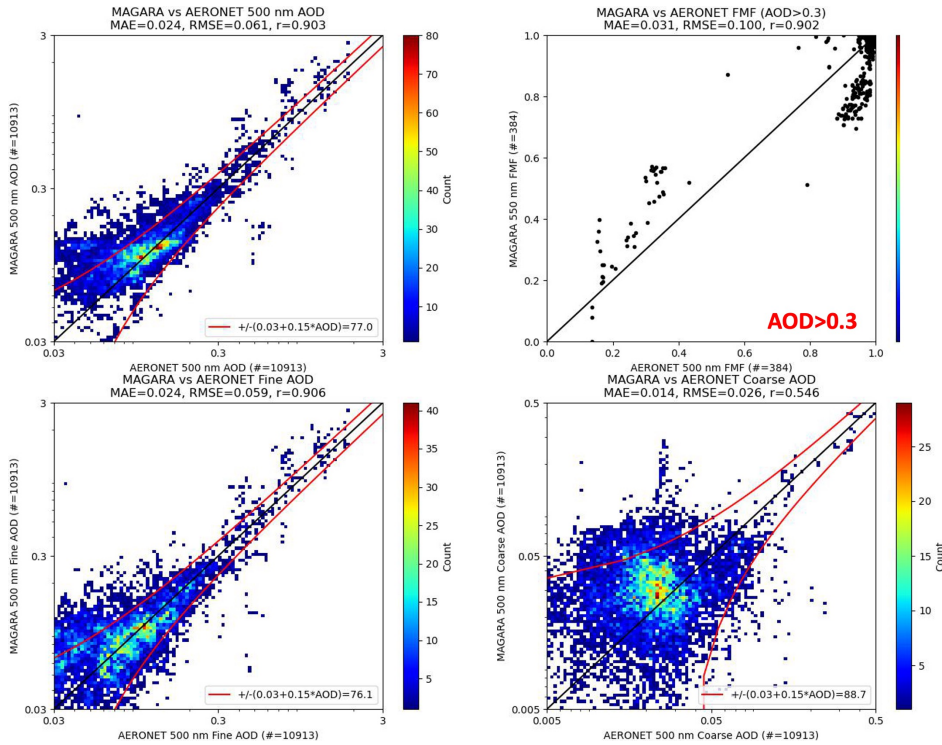 MAGARA vs AERONET 500 nm AOD
MAE=0.024, RMSE=0.061, r=0.903
3
0.3
0.03
MAGARA 500 nm AOD (#=10913)
+/-(0.03+0.15*AOD)=77.0
0.03
0.3
3
AERONET 500 nm AOD (#=10913)
80
70
60
50
40
30
20
10
Count
MAGARA vs AERONET FMF (AOD>0.3)
MAE=0.031, RMSE=0.100, r=0.902
1.0
0.8
0.6
0.4
0.2
0.0
MAGARA 550 nm FMF (#=384)
AOD>0.3
0.0
0.2
0.4
0.6
0.8
1.0
AERONET 500 nm FMF (#=384)
MAGARA vs AERONET Fine AOD
MAE=0.024, RMSE=0.059, r=0.906
3
0.3
0.03
MAGARA 500 nm Fine AOD (#=10913)
+/-(0.03+0.15*AOD)=76.1
0.03
0.3
3
AERONET 500 nm Fine AOD (#=10913)
40
35
30
25
20
15
10
5
Count
MAGARA vs AERONET Coarse AOD
MAE=0.014, RMSE=0.026, r=0.546
0.5
0.05
0.005
MAGARA 500 nm Coarse AOD (#=10913)
+/-(0.03+0.15*AOD)=88.7
0.005
0.05
0.5
AERONET 500 nm Coarse AOD (#=10913)
25
20
15
10
5
Count